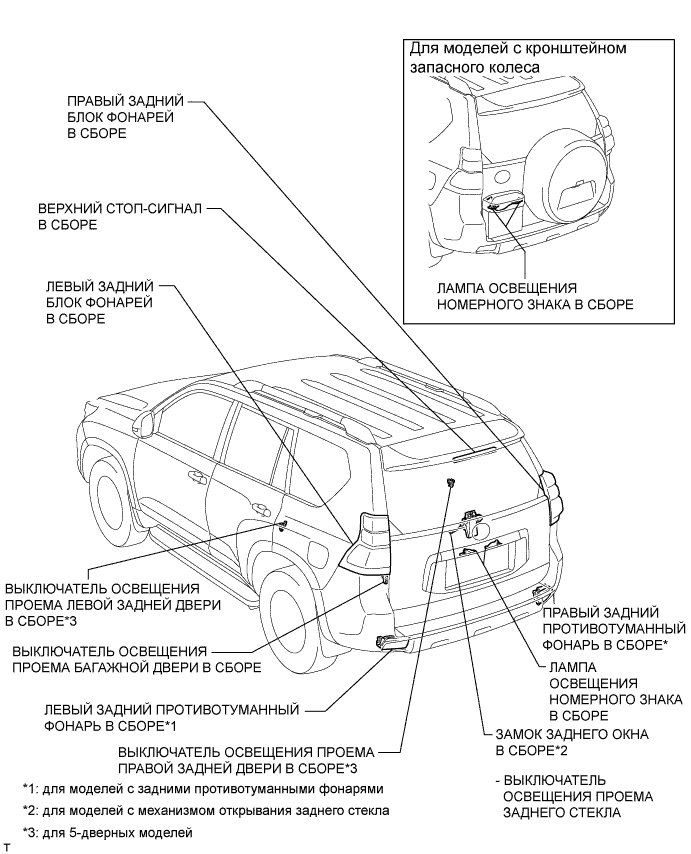 Для моделей с кронштейном
запасного колеса
ПРАВЫЙ ЗАДНИЙ
БЛОК ФОНАРЕЙ
В СБОРЕ
ВЕРХНИЙ СТОП-СИГНАЛ
В СБОРЕ
ЛЕВЫЙ ЗАДНИЙ
БЛОК ФОНАРЕЙ
В СБОРЕ
ЛАМПА ОСВЕЩЕНИЯ
НОМЕРНОГО ЗНАКА В СБОРЕ
ВЫКЛЮЧАТЕЛЬ ОСВЕЩЕНИЯ
ПРОЕМА ЛЕВОЙ ЗАДНЕЙ ДВЕРИ
В СБОРЕ*3
ВЫКЛЮЧАТЕЛЬ ОСВЕЩЕНИЯ
ПРОЕМА БАГАЖНОЙ ДВЕРИ В СБОРЕ
ЛЕВЫЙ ЗАДНИЙ ПРОТИВОТУМАННЫЙ
ФОНАРЬ В СБОРЕ*1
ВЫКЛЮЧАТЕЛЬ ОСВЕЩЕНИЯ ПРОЕМА
ПРАВОЙ ЗАДНЕЙ ДВЕРИ В СБОРЕ*3
ПРАВЫЙ ЗАДНИЙ
ПРОТИВОТУМАННЫЙ
ФОНАРЬ В СБОРЕ*
ЛАМПА
ОСВЕЩЕНИЯ
НОМЕРНОГО ЗНАКА
В СБОРЕ
ЗАМОК ЗАДНЕГО ОКНА
В СБОРЕ*2
- ВЫКЛЮЧАТЕЛЬ
ОСВЕЩЕНИЯ ПРОЕМА
ЗАДНЕГО СТЕКЛА
*1: для моделей с задними противотуманными фонарями
*2: для моделей с механизмом открывания заднего стекла
*3: для 5-дверных моделей
T